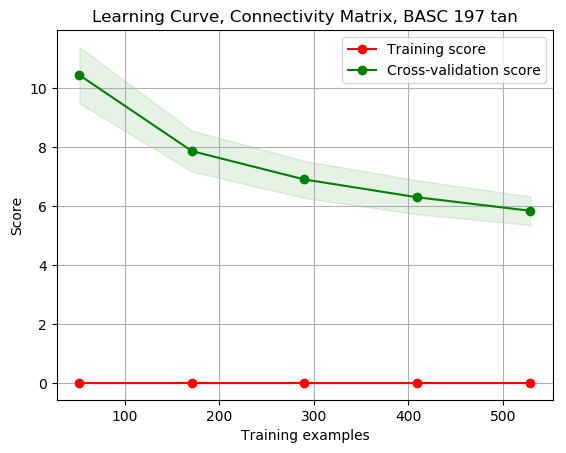 Learning Curve, Connectivity Matrix, BASC 197 tan
Training score
Cross-validation score
Score
10
8
6
4
2
0
100 200 300 400 500
Training examples